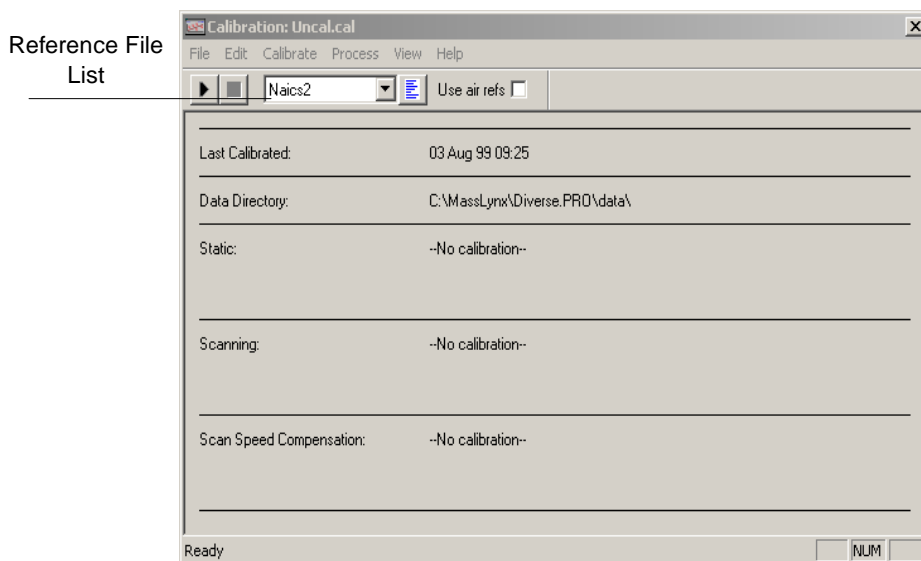 Reference File
List
Calibration: Uncal.cal
File Edit Calibrate Process View Help
Naics2 Use air refs
Last Calibrated: 03 Aug 99 09:25
Data Directory: C:\MassLynx\Diverse.PRO\data\
Static: --No calibration--
Scanning: --No calibration--
Scan Speed Compensation: --No calibration--
Ready NUM